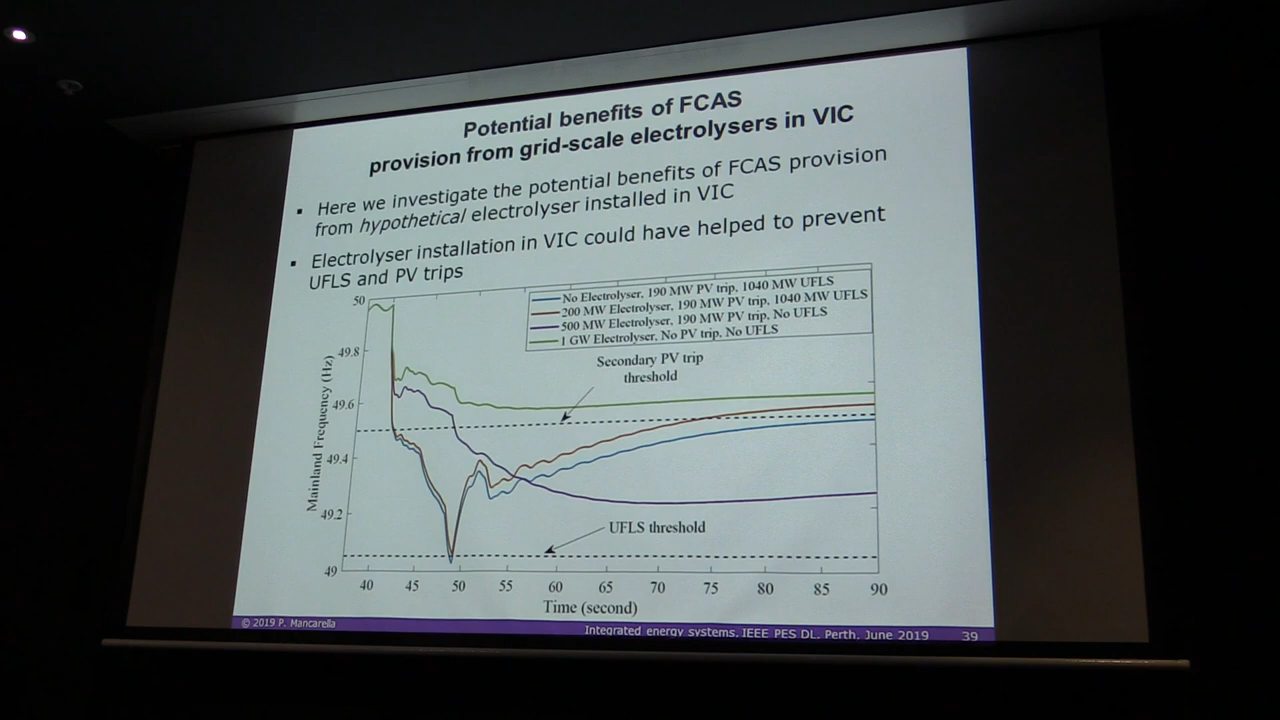 Potential benefits of FCAS
provision from grid-scale electrolysers in VIC
▪ Here we investigate the potential benefits of FCAS provision
from hypothetical electrolyser installed in VIC
▪ Electrolyser installation in VIC could have helped to prevent
UFLS and PV trips
No Electrolyser, 190 MW PV trip, 1040 MW UFLS
200 MW Electrolyser, 190 MW PV trip, 1040 MW UFLS
500 MW Electrolyser, 190 MW PV trip, No UFLS
1 GW Electrolyser, No PV trip, No UFLS
Secondary PV trip
threshold
UFLS threshold
Mainland Frequency (Hz)
50
49.8
49.6
49.4
49.2
49
40 45 50 55 60 65 70 75 80 85 90
Time (second)
© 2019 P. Mancarella
Integrated energy systems, IEEE PES DL, Perth, June 2019 39